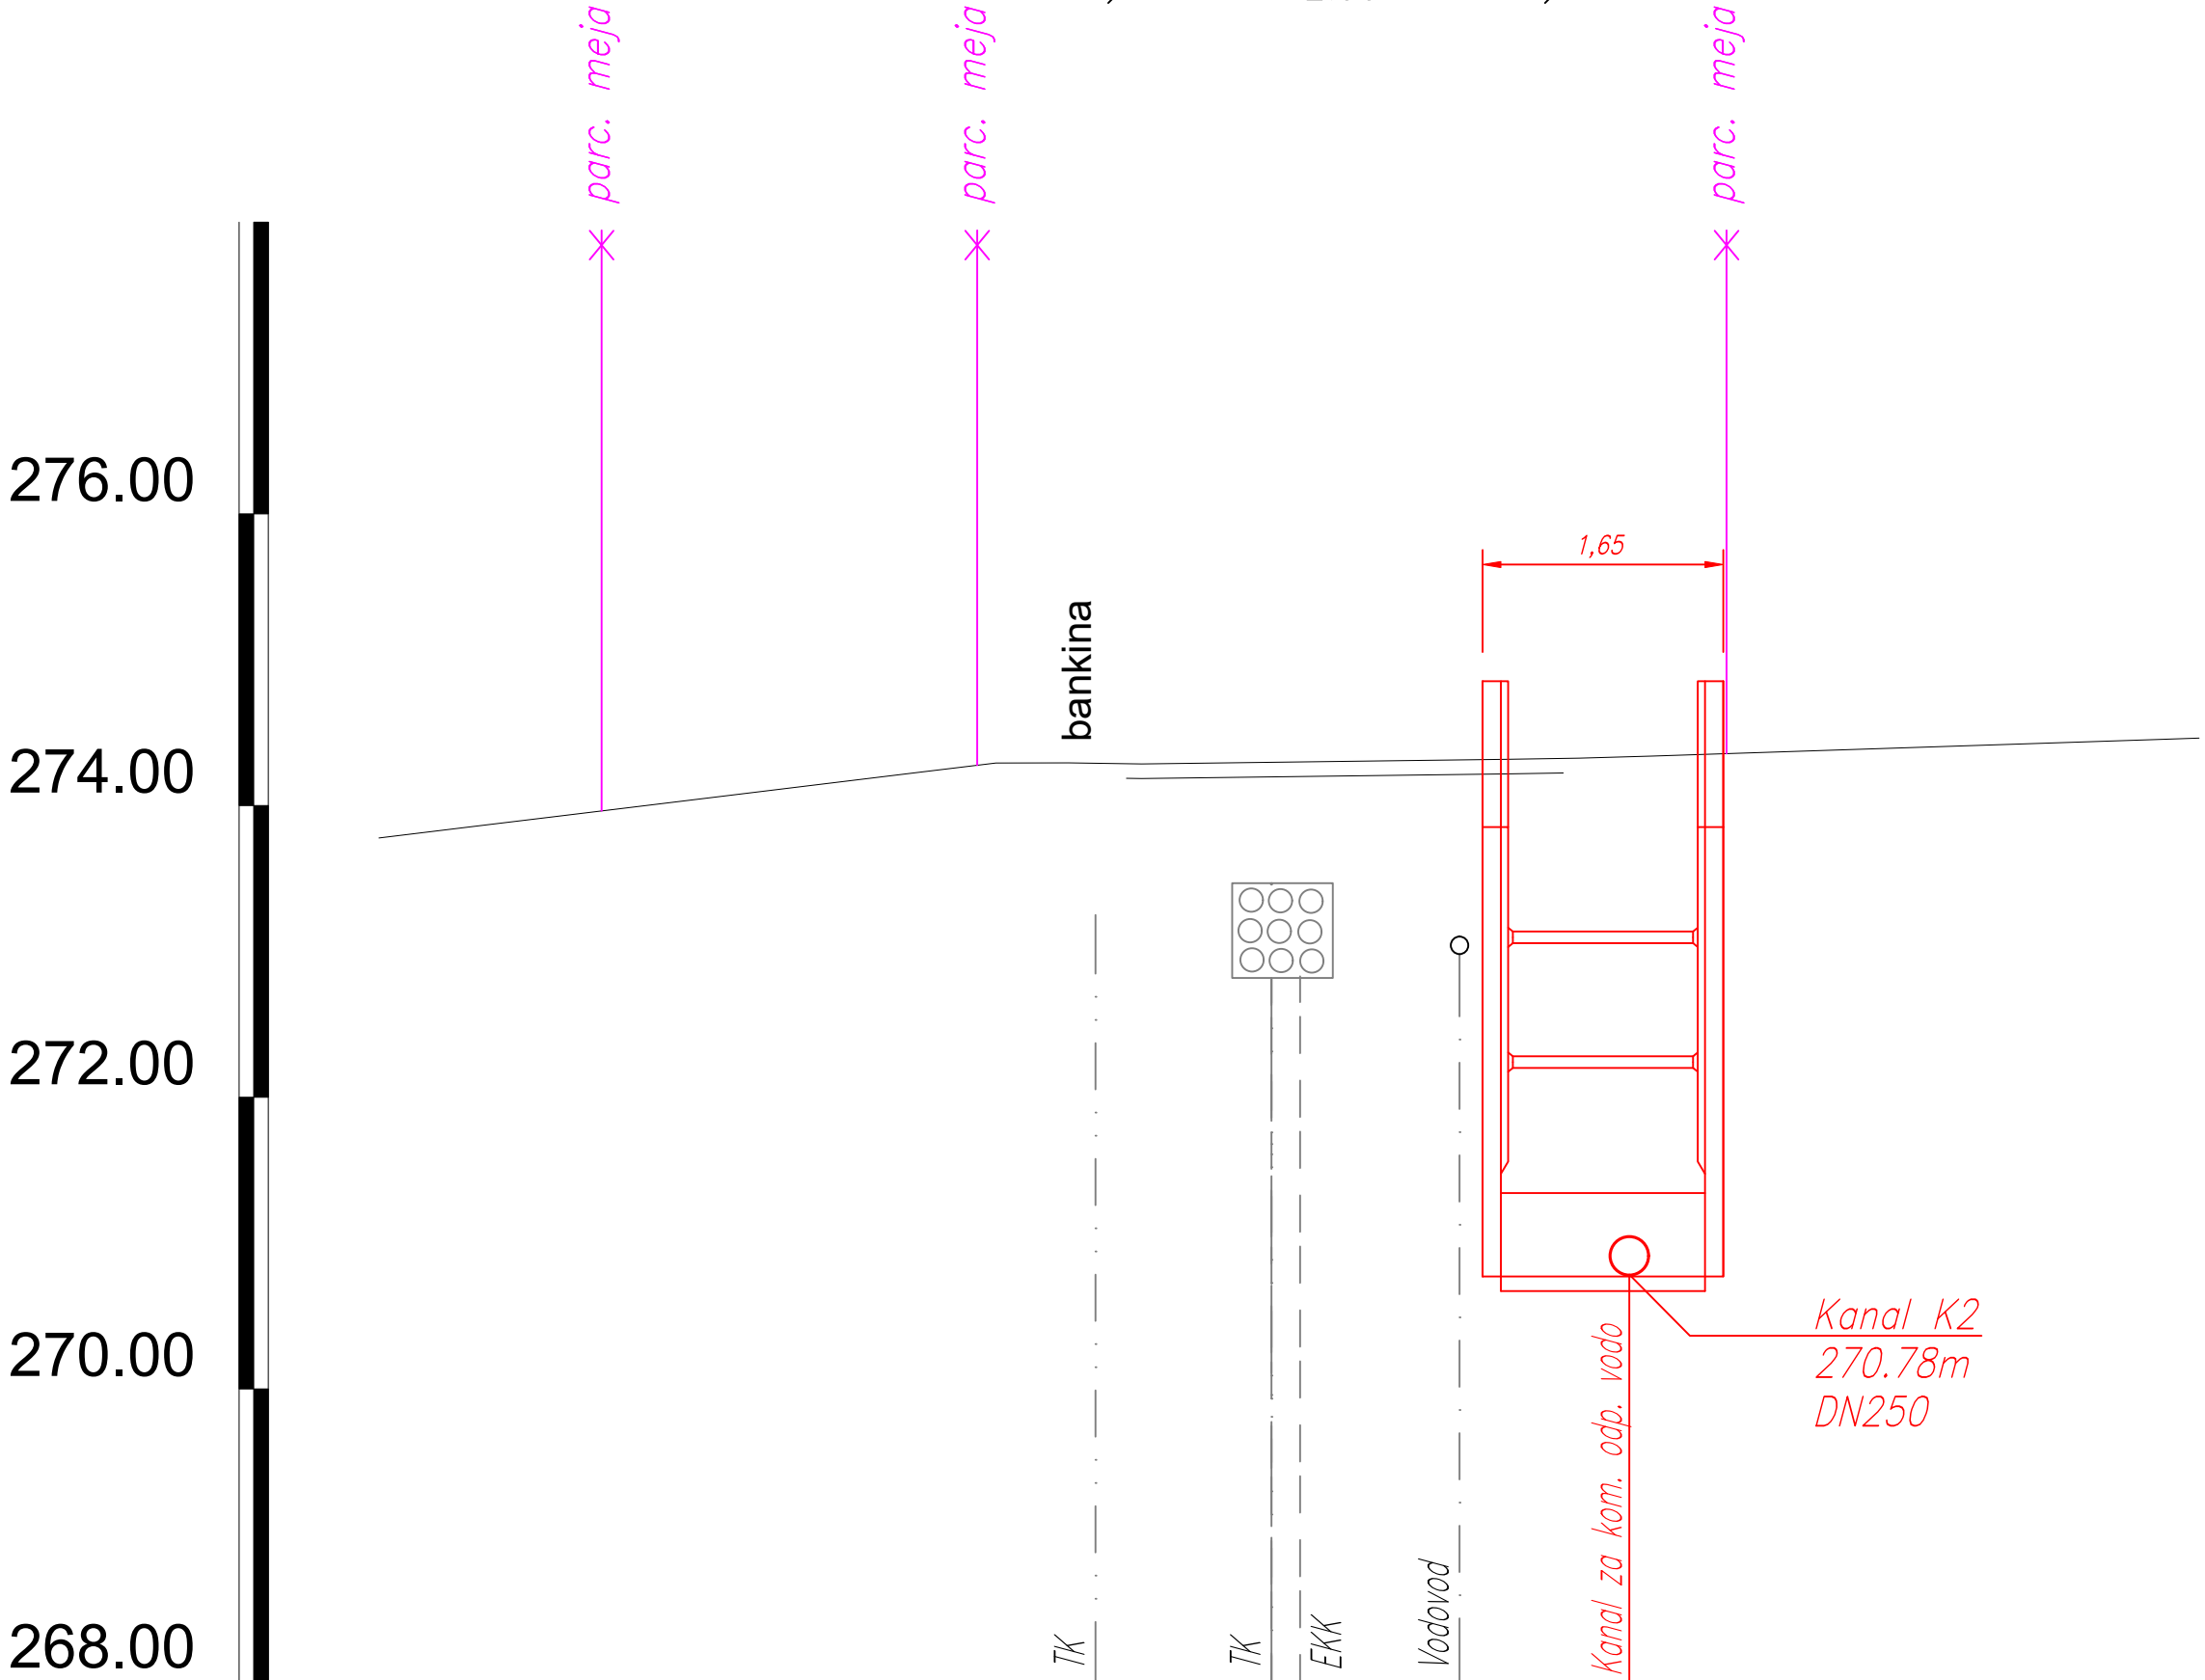 parc. meja
parc. meja
parc. meja
276.00
1,65
bankina
274.00
272.00
270.00
Kanal K2
270.78m
DN250
268.00
TK
TK
EKK
Vodovod
Kanal za kom. odp. vodo